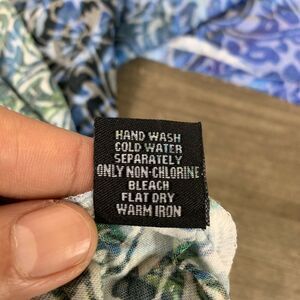 HAND WASH
COLD WATER
SEPARATELY
ONLY NON-CHLORINE
BLEACH
FLAT DRY
WARM IRON